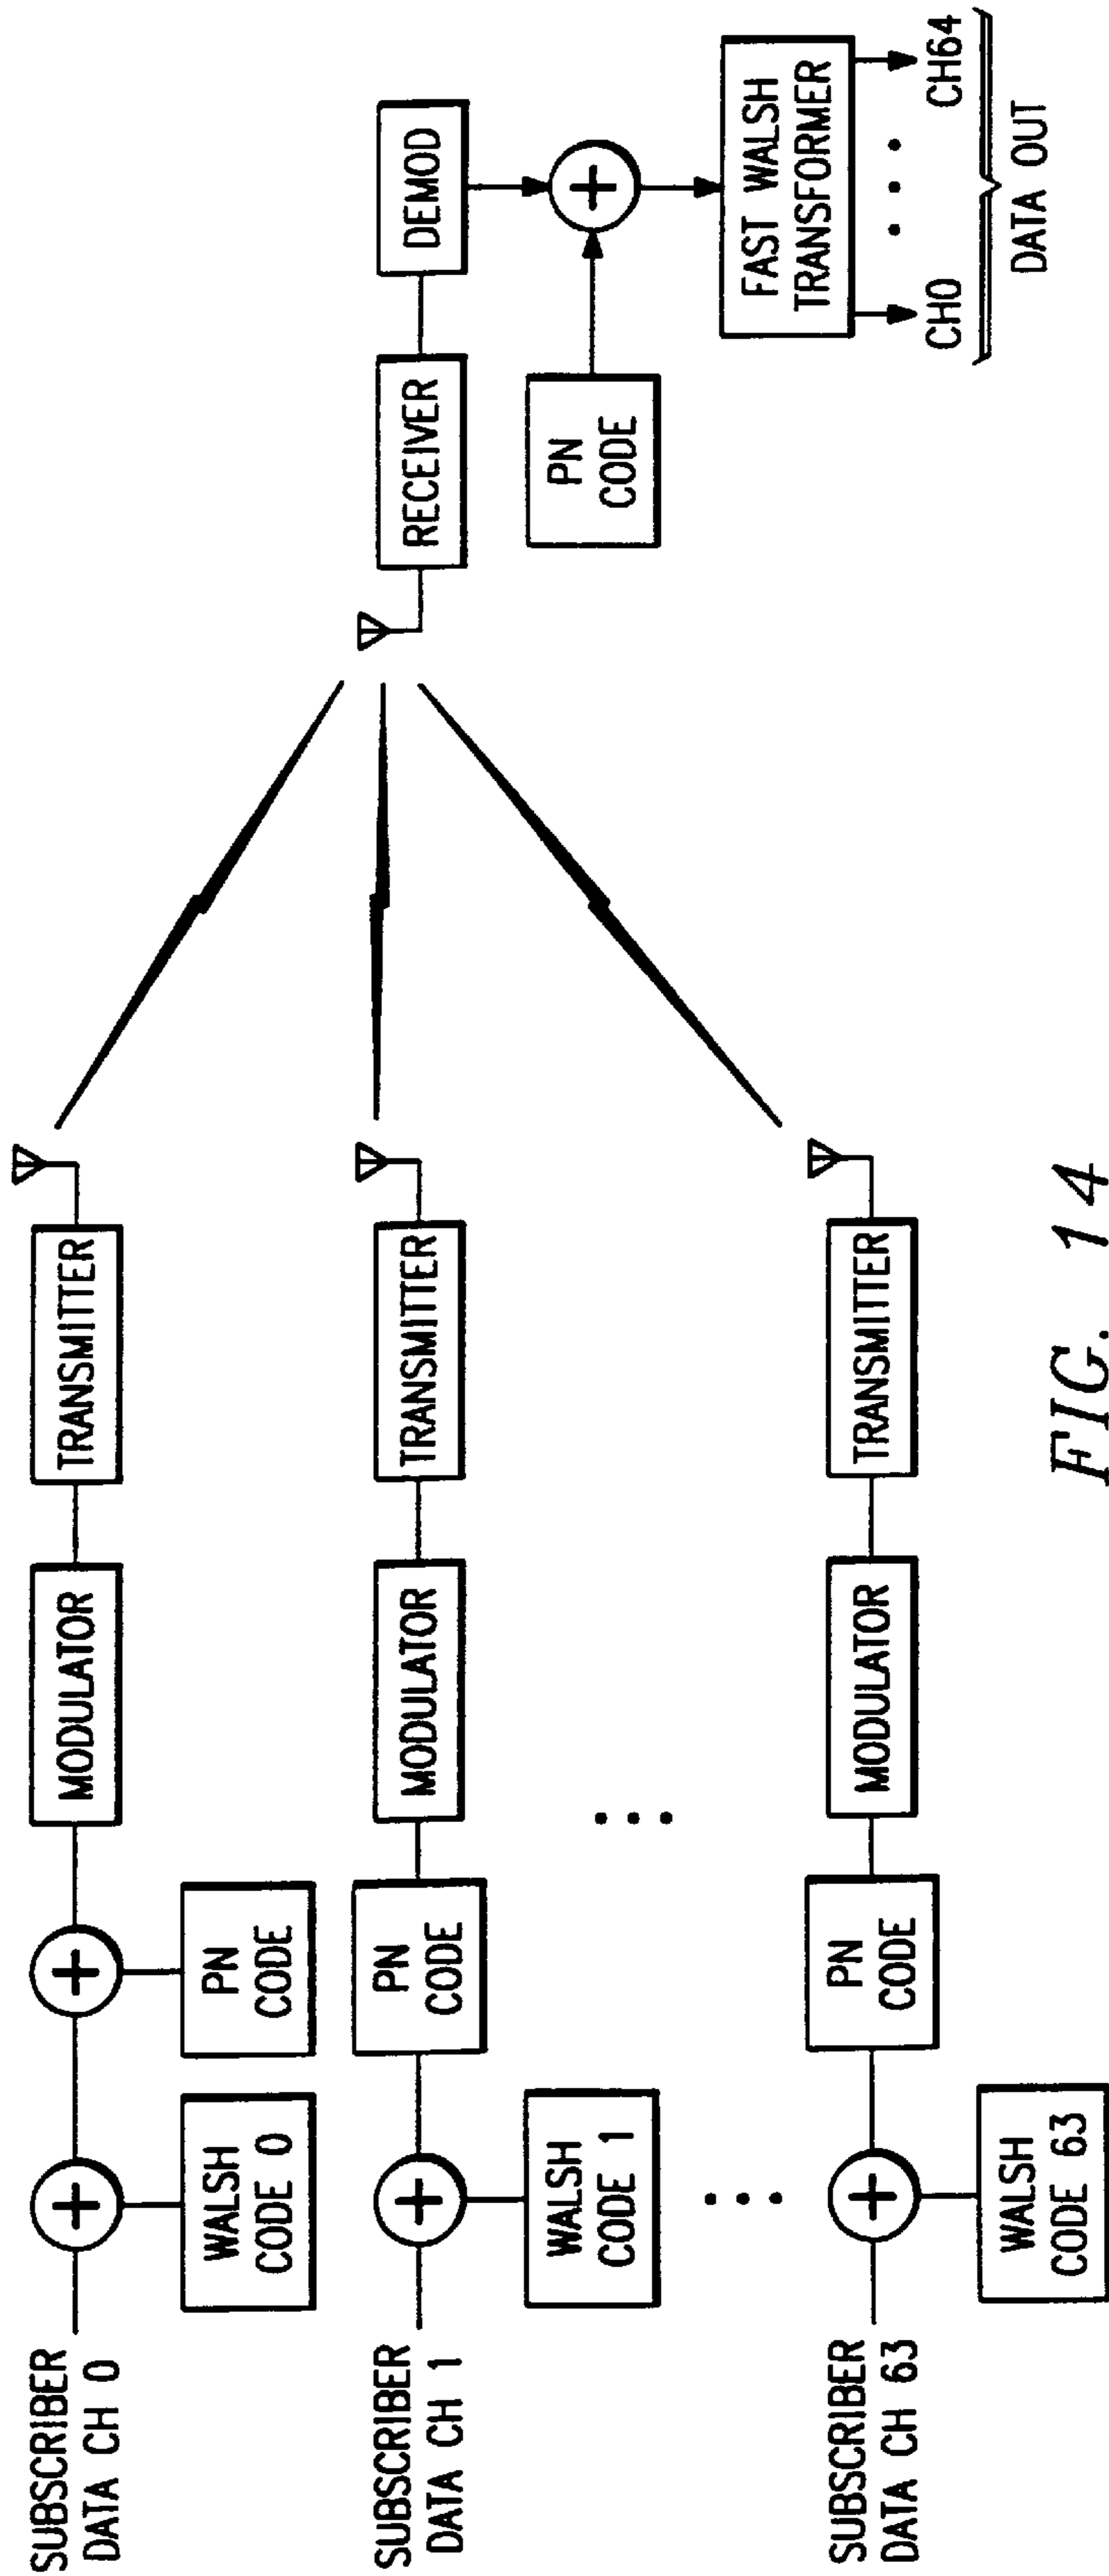 SUBSCRIBER
DATA CH 0
WALSH
CODE 0
PN
CODE
MODULATOR
TRANSMITTER
SUBSCRIBER
DATA CH 1
WALSH
CODE 1
PN
CODE
MODULATOR
TRANSMITTER
SUBSCRIBER
DATA CH 63
WALSH
CODE 63
PN
CODE
MODULATOR
TRANSMITTER
RECEIVER
DEMOD
PN
CODE
FAST WALSH
TRANSFORMER
CH0
CH64
DATA OUT
FIG. 14